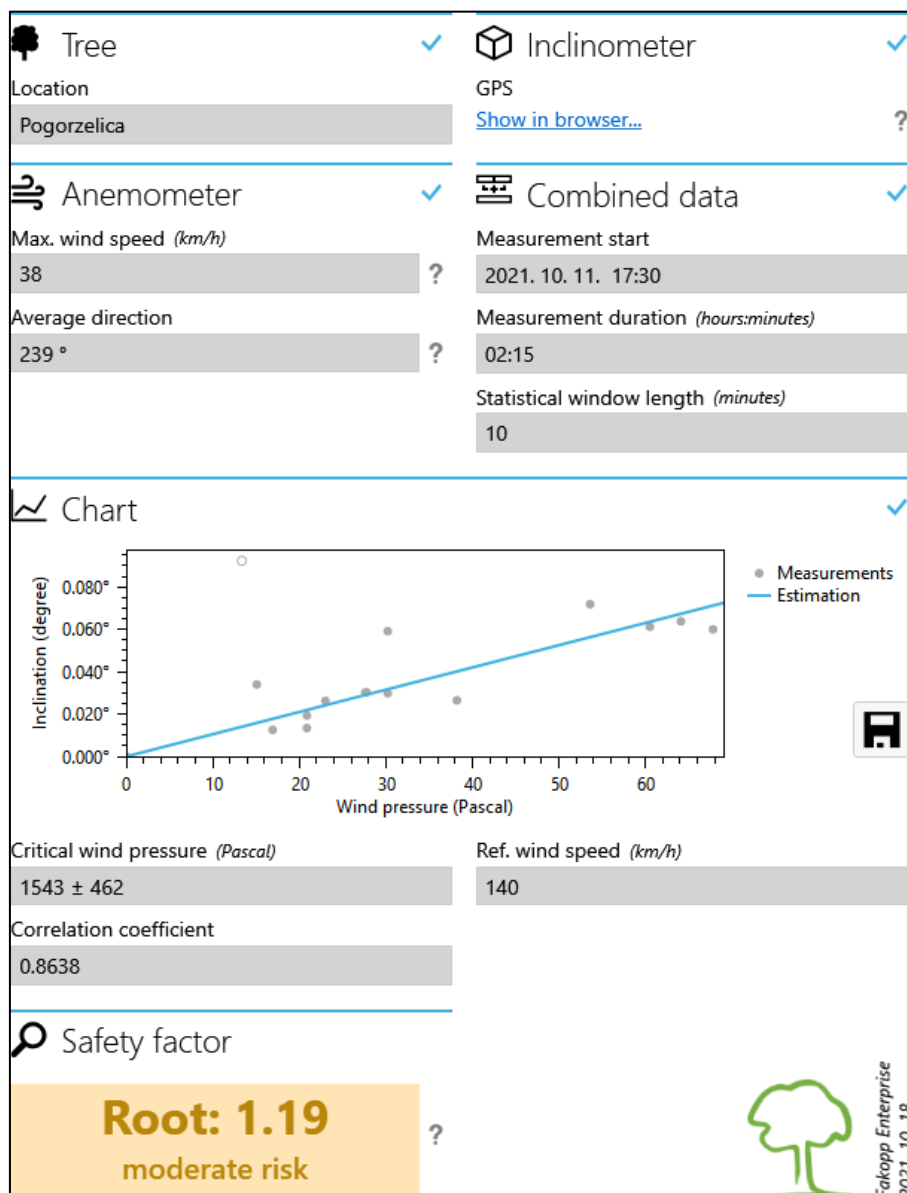 Tree
Location
Pogorzelica
Inclinometer
GPS
Show in browser...
?
Anemometer
Max. wind speed (km/h)
38
?
Average direction
239 °
?
Combined data
Measurement start
2021. 10. 11. 17:30
Measurement duration (hours:minutes)
02:15
Statistical window length (minutes)
10
Chart
Inclination (degree)
0.080°
0.060°
0.040°
0.020°
0.000°
0 10 20 30 40 50 60
Wind pressure (Pascal)
Measurements
Estimation
Critical wind pressure (Pascal)
1543 ± 462
Ref. wind speed (km/h)
140
Correlation coefficient
0.8638
Safety factor
Root: 1.19
moderate risk
?
Fakopp Enterprise
2021. 10. 18.